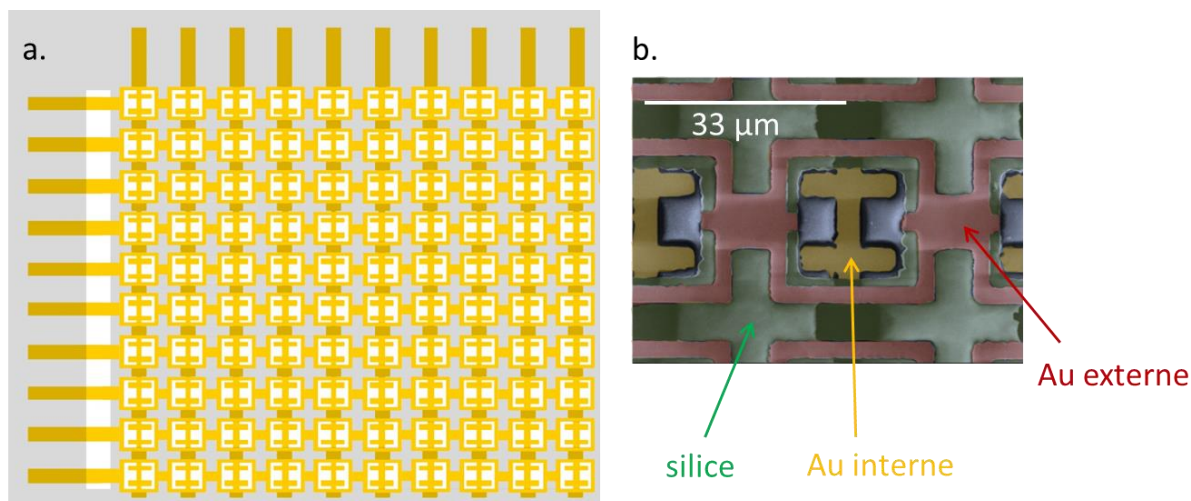 a.
b.
33 µm
Au externe
silice
Au interne